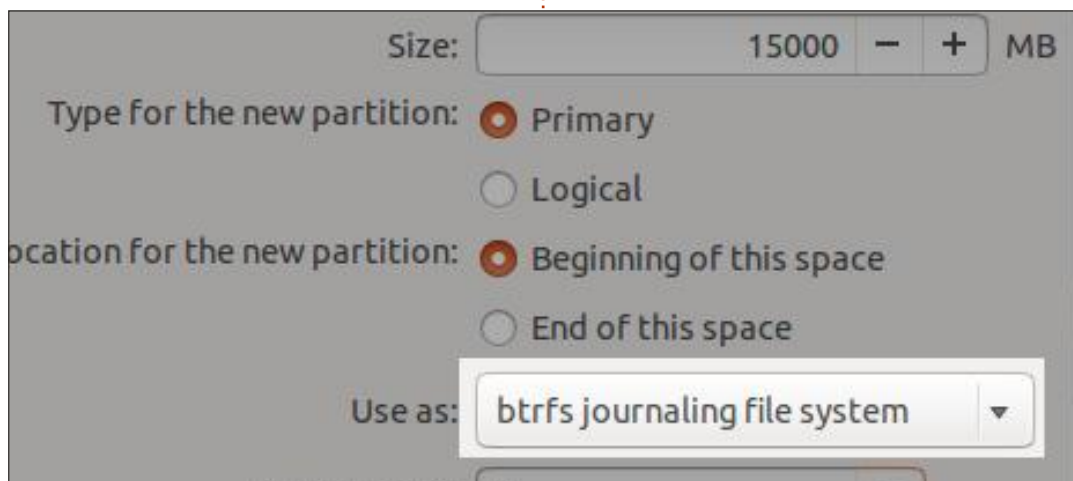 Size: 15000 − + MB
Type for the new partition: Primary
Logical
ocation for the new partition: Beginning of this space
End of this space
Use as: btrfs journaling file system